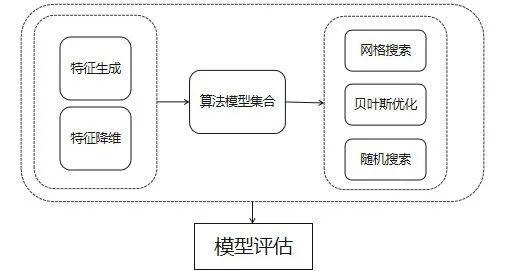 特征生成
特征降维
算法模型集合
网格搜索
贝叶斯优化
随机搜索
模型评估